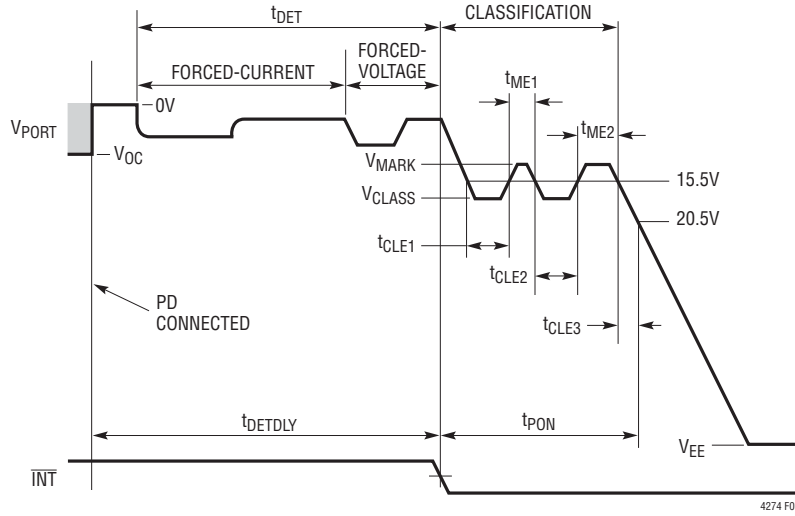 tDET
CLASSIFICATION
FORCED-CURRENT
FORCED-
VOLTAGE
tME1
0V
VPORT
VOC
tME2
VMARK
15.5V
VCLASS
20.5V
tCLE1
tCLE2
PD
CONNECTED
tCLE3
tDETDLY
tPON
VEE
INT
4274 F0